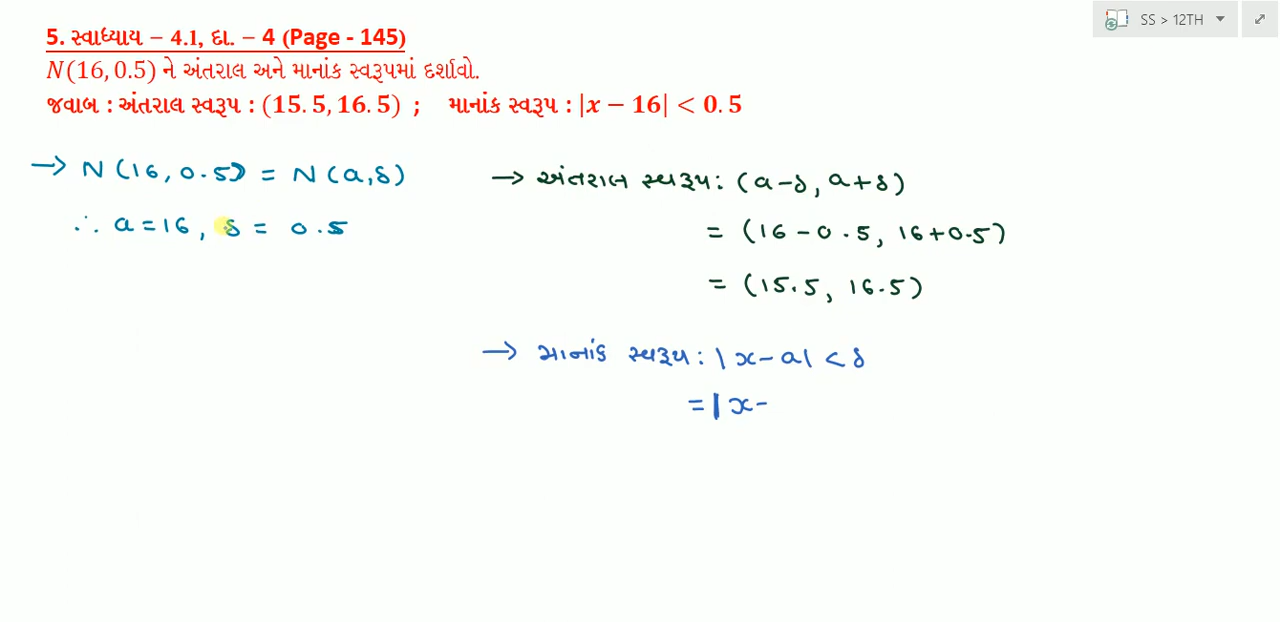 SS > 12TH
5. સ્વાધ્યાય – 4.1, દા. – 4 (Page - 145)
N(16, 0.5) ને અંતરાલ અને માનાંક સ્વરૂપમાં દર્શાવો.
જવાબ : અંતરાલ સ્વરૂપ : (15.5, 16.5) ; માનાંક સ્વરૂપ : |x − 16| < 0.5
→ N(16, 0.5) = N(a, δ)
∴ a = 16, δ = 0.5
→ અંતરાલ સ્વરૂપ: (a-δ, a+δ)
= (16-0.5, 16+0.5)
= (15.5, 16.5)
→ માનાંક સ્વરૂપ: |x-a| < δ
= |x-